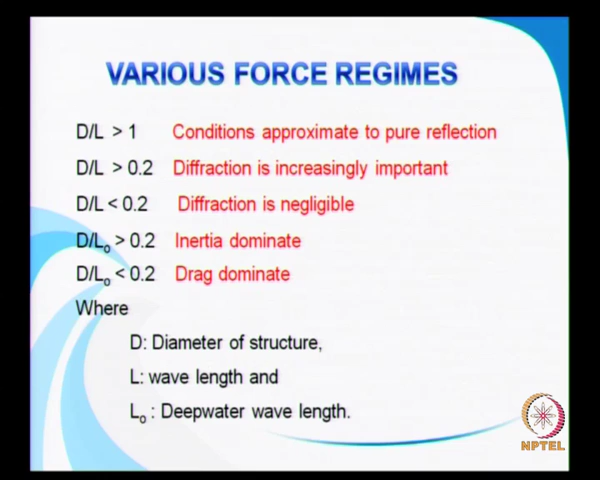 VARIOUS FORCE REGIMES
D/L > 1 Conditions approximate to pure reflection
D/L > 0.2 Diffraction is increasingly important
D/L < 0.2 Diffraction is negligible
D/Lo > 0.2 Inertia dominate
D/Lo < 0.2 Drag dominate
Where
D: Diameter of structure,
L: wave length and
Lo : Deepwater wave length.
NPTEL